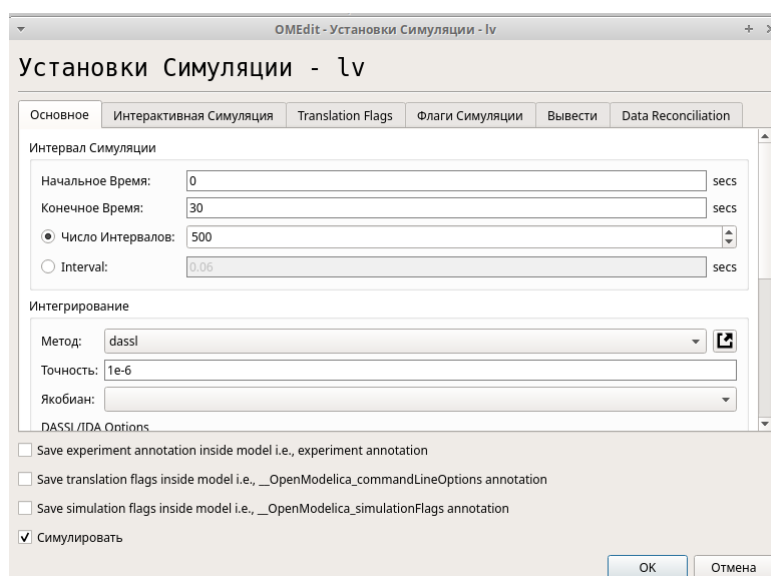 OMEdit - Установки Симуляции - lv
Установки Симуляции - lv
Основное Интерактивная Симуляция Translation Flags Флаги Симуляции Вывести Data Reconciliation
Интервал Симуляции
Начальное Время: 0 secs
Конечное Время: 30 secs
Число Интервалов: 500
Interval: 0.06 secs
Интегрирование
Метод: dassl
Точность: 1e-6
Якобиан:
DASSL/IDA Options
Save experiment annotation inside model i.e., experiment annotation
Save translation flags inside model i.e., __OpenModelica_commandLineOptions annotation
Save simulation flags inside model i.e., __OpenModelica_simulationFlags annotation
Симулировать
OK Отмена